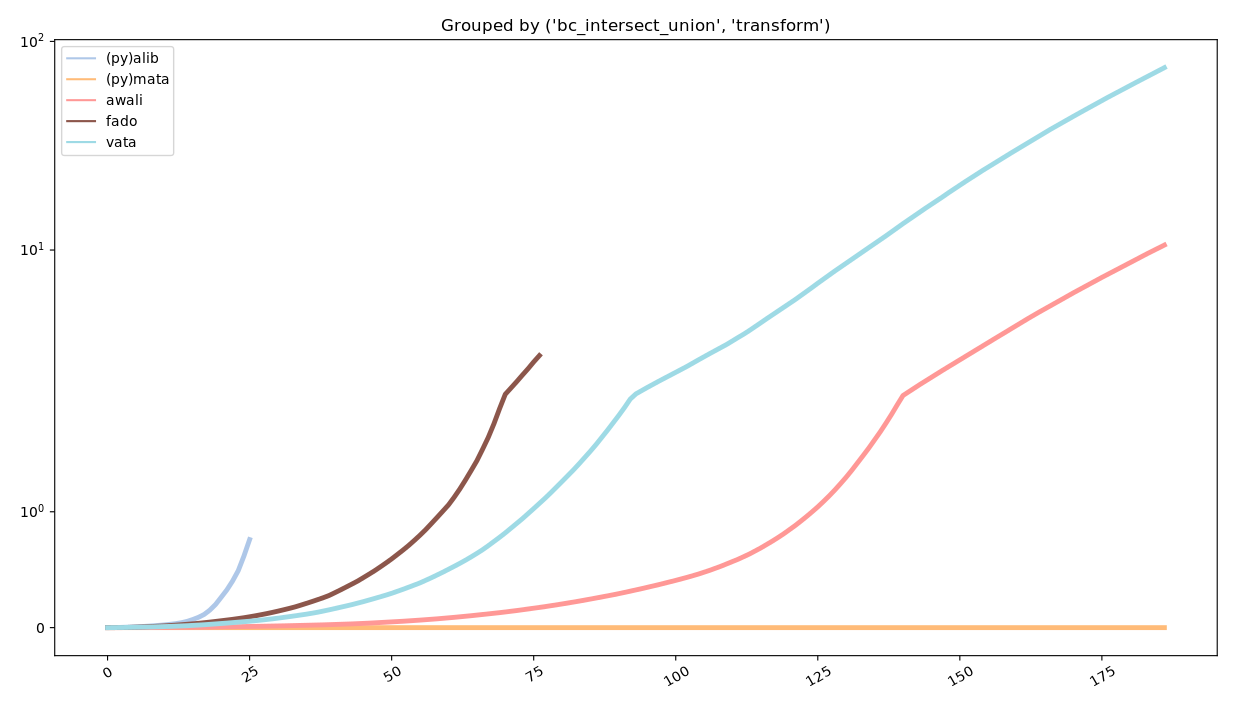 Grouped by ('bc_intersect_union', 'transform')
10²
10¹
10⁰
0
(py)alib
(py)mata
awali
fado
vata
0
25
50
75
100
125
150
175